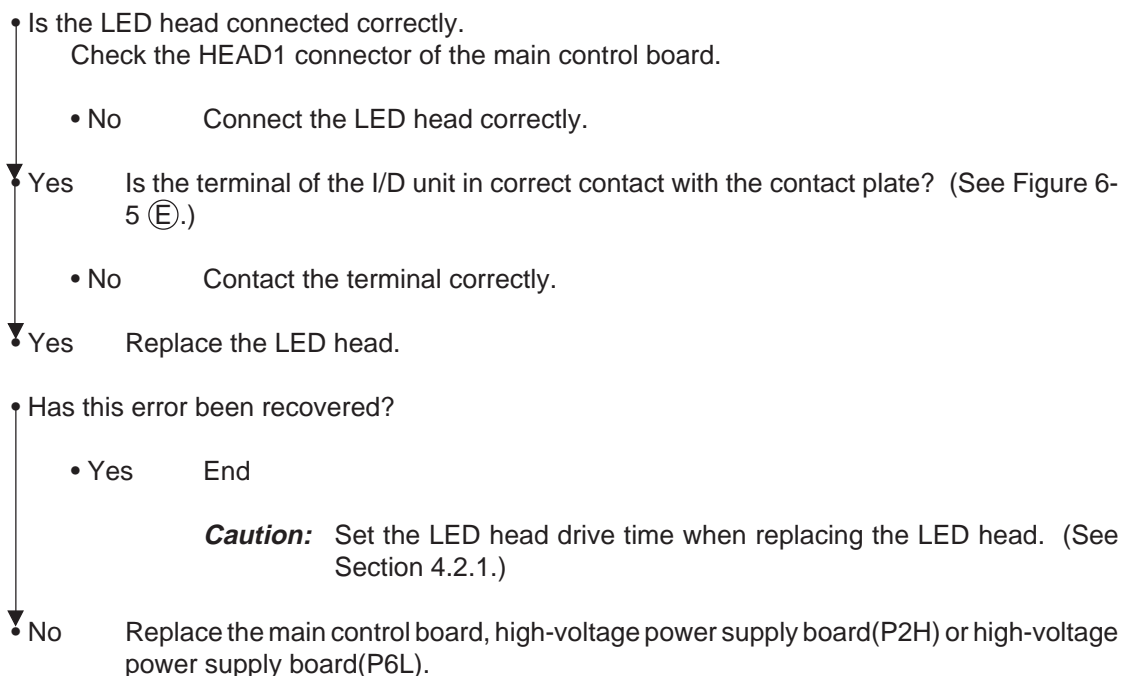 • Is the LED head connected correctly.
Check the HEAD1 connector of the main control board.
• No Connect the LED head correctly.
• Yes Is the terminal of the I/D unit in correct contact with the contact plate? (See Figure 6-
5 Ⓔ.)
• No Contact the terminal correctly.
• Yes Replace the LED head.
• Has this error been recovered?
• Yes End
Caution: Set the LED head drive time when replacing the LED head. (See
Section 4.2.1.)
• No Replace the main control board, high-voltage power supply board(P2H) or high-voltage
power supply board(P6L).